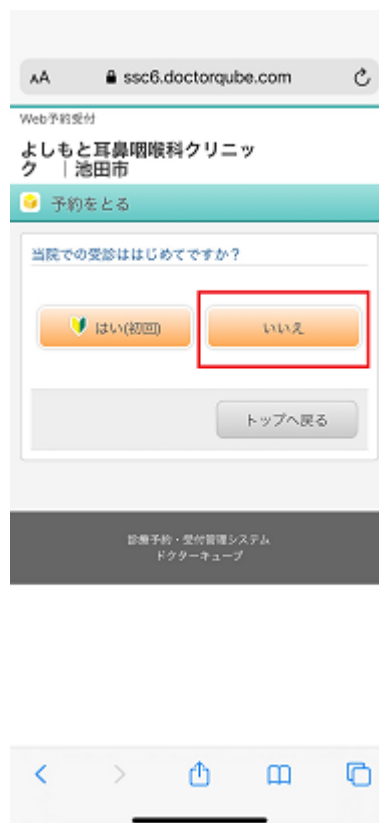 AA ssc6.doctorqube.com
Web予約受付
よしもと耳鼻咽喉科クリニッ
ク ｜池田市
予約をとる
当院での受診ははじめてですか？
はい(初回)
いいえ
トップへ戻る
診療予約・受付管理システム
ドクターキューブ